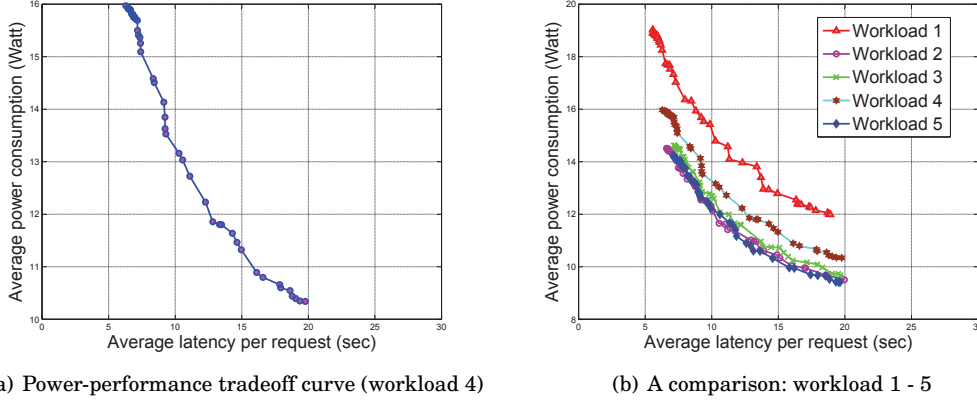 16
15
14
13
12
11
10
0
5
10
15
20
25
30
Average power consumption (Watt)
Average latency per request (sec)
a) Power-performance tradeoff curve (workload 4)
20
18
16
14
12
10
8
0
5
10
15
20
25
30
Average power consumption (Watt)
Average latency per request (sec)
Workload 1
Workload 2
Workload 3
Workload 4
Workload 5
(b) A comparison: workload 1 - 5